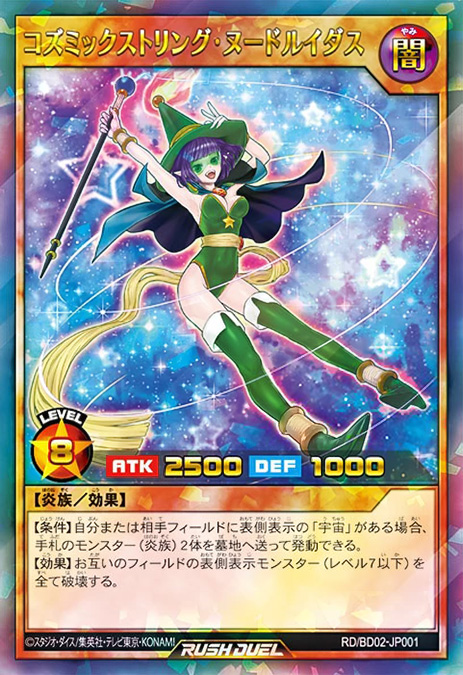 コズミックストリング・ヌードルイダス
やみ
闇
LEVEL
8
ATK 2500 DEF 1000
【炎族／効果】
【条件】自分または相手フィールドに表側表示の「宇宙」がある場合、
手札のモンスター（炎族）2体を墓地へ送って発動できる。
【効果】お互いのフィールドの表側表示モンスター（レベル7以下）を
全て破壊する。
©スタジオ・ダイス/集英社・テレビ東京・KONAMI
RUSH DUEL
RD/BD02-JP001